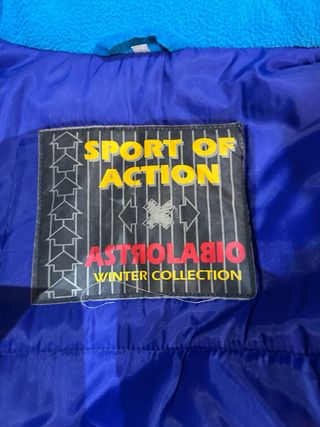 SPORT OF
ACTION
ASTROLABIO
WINTER COLLECTION